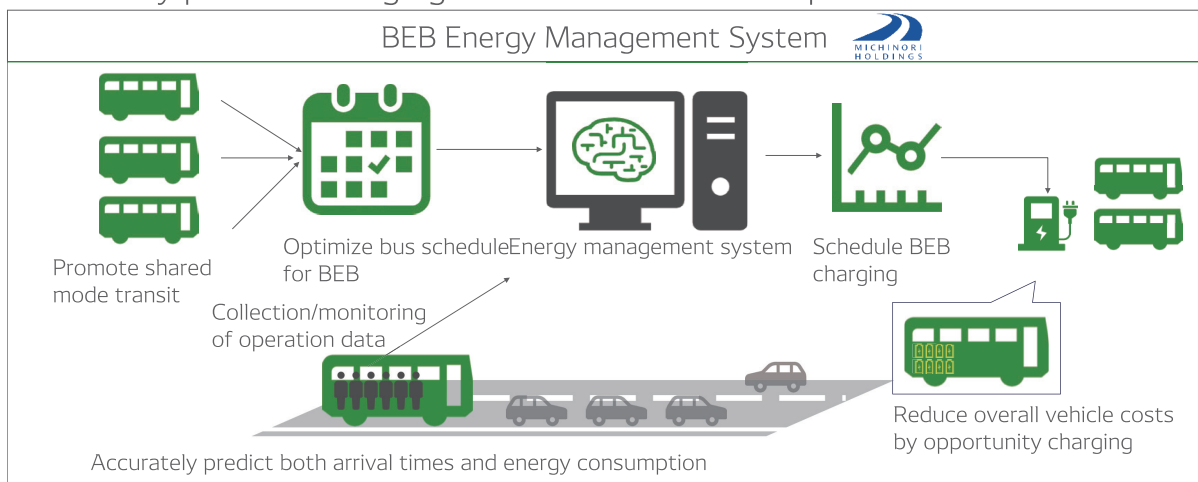 BEB Energy Management System
MICHINORI
HOLDINGS
Promote shared
mode transit
Optimize bus schedule
for BEB
Energy management system
Schedule BEB
charging
Collection/monitoring
of operation data
Reduce overall vehicle costs
by opportunity charging
Accurately predict both arrival times and energy consumption